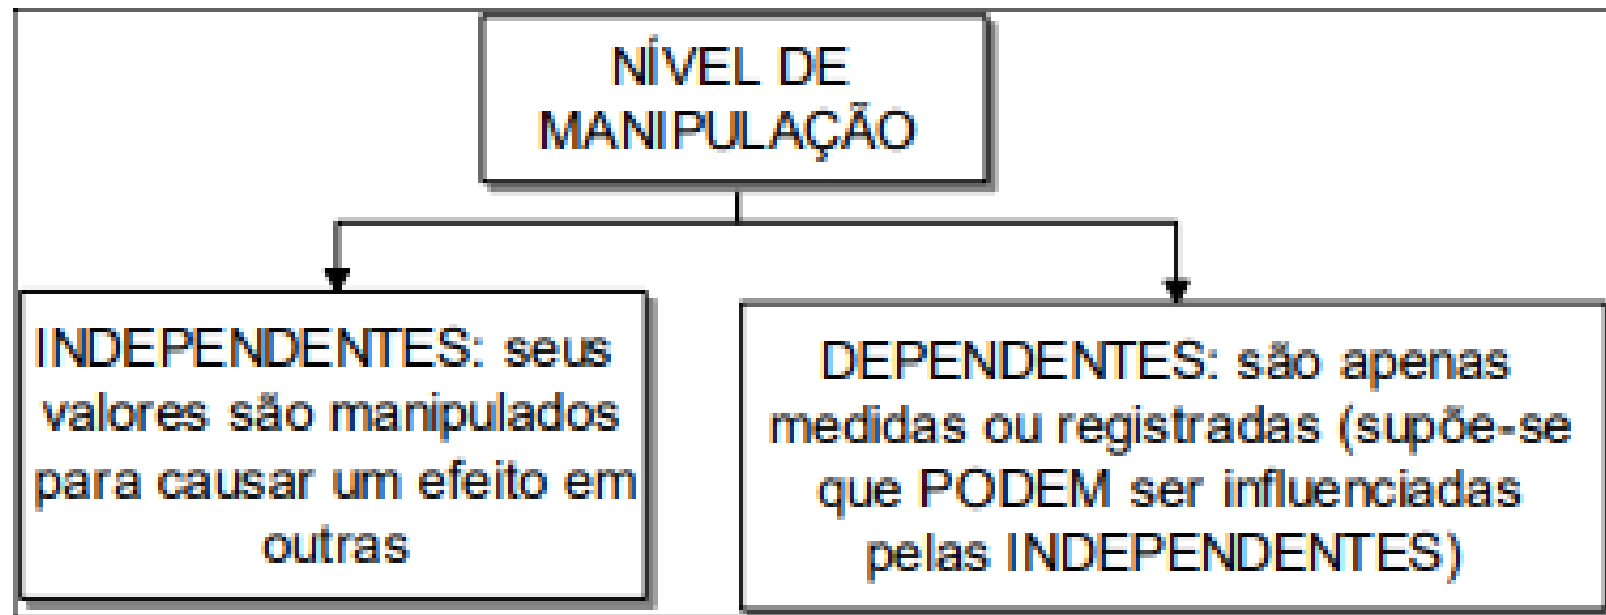 NÍVEL DE
MANIPULAÇÃO
INDEPENDENTES: seus
valores são manipulados
para causar um efeito em
outras
DEPENDENTES: são apenas
medidas ou registradas (supõe-se
que PODEM ser influenciadas
pelas INDEPENDENTES)